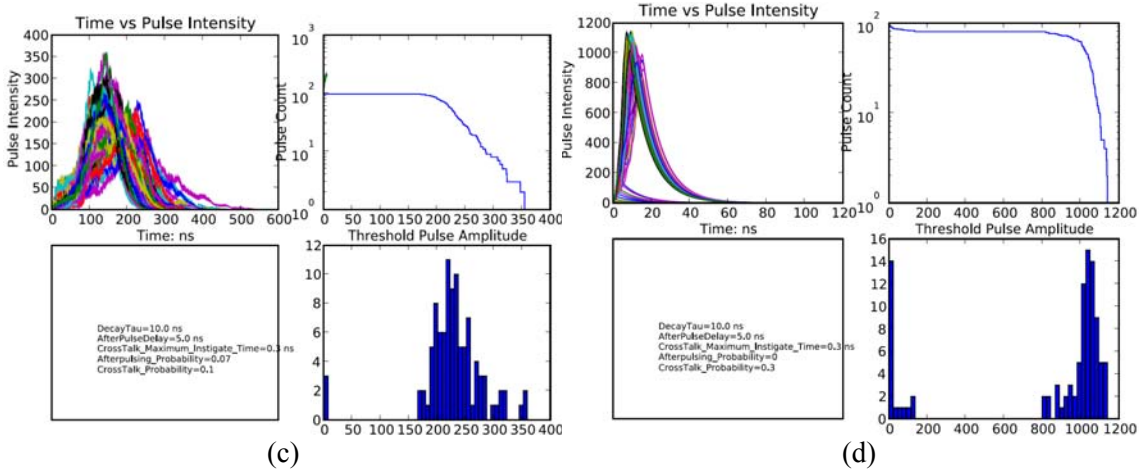 Time vs Pulse Intensity
Pulse Intensity
400
350
300
250
200
150
100
50
0
0 100 200 300 400 500 600
Time: ns
Pulse Count
10^3
10^2
10^1
10^0
0 50 100 150 200 250 300 350 400
Threshold Pulse Amplitude
DecayTau=10.0 ns
AfterPulseDelay=5.0 ns
CrossTalk_Maximum_Instigate_Time=0.3 ns
Afterpulsing_Probability=0.07
CrossTalk_Probability=0.1
12
10
8
6
4
2
0
0 50 100 150 200 250 300 350 400
(c)
Time vs Pulse Intensity
Pulse Intensity
1200
1000
800
600
400
200
0
0 20 40 60 80 100 120
Time: ns
Pulse Count
10^2
10^1
10^0
0 200 400 600 800 1000 1200
Threshold Pulse Amplitude
DecayTau=10.0 ns
AfterPulseDelay=5.0 ns
CrossTalk_Maximum_Instigate_Time=0.3 ns
Afterpulsing_Probability=0
CrossTalk_Probability=0.3
16
14
12
10
8
6
4
2
0
0 200 400 600 800 1000 1200
(d)